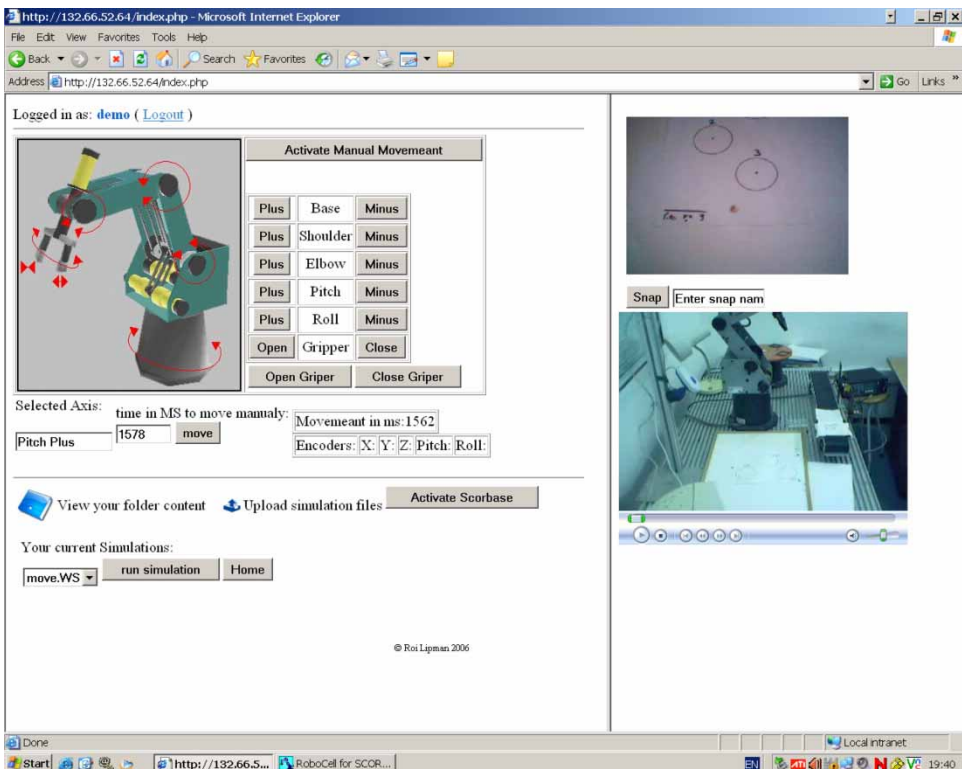 http://132.66.52.64/index.php - Microsoft Internet Explorer
File Edit View Favorites Tools Help
Back Search Favorites
Address http://132.66.52.64/index.php Go Links »
Logged in as: demo ( Logout )
Activate Manual Movemeant
Plus Base Minus
Plus Shoulder Minus
Plus Elbow Minus
Plus Pitch Minus
Plus Roll Minus
Open Gripper Close
Open Griper Close Griper
Selected Axis:
time in MS to move manualy:
Pitch Plus
1578 move
Movemeant in ms:1562
Encoders: X: Y: Z: Pitch: Roll:
View your folder content Upload simulation files Activate Scorbase
Your current Simulations:
move.WS run simulation Home
© Roi Lipman 2006
3
Snap Enter snap nam
Done Local intranet
Start http://132.66.5... RoboCell for SCOR... EN 19:40